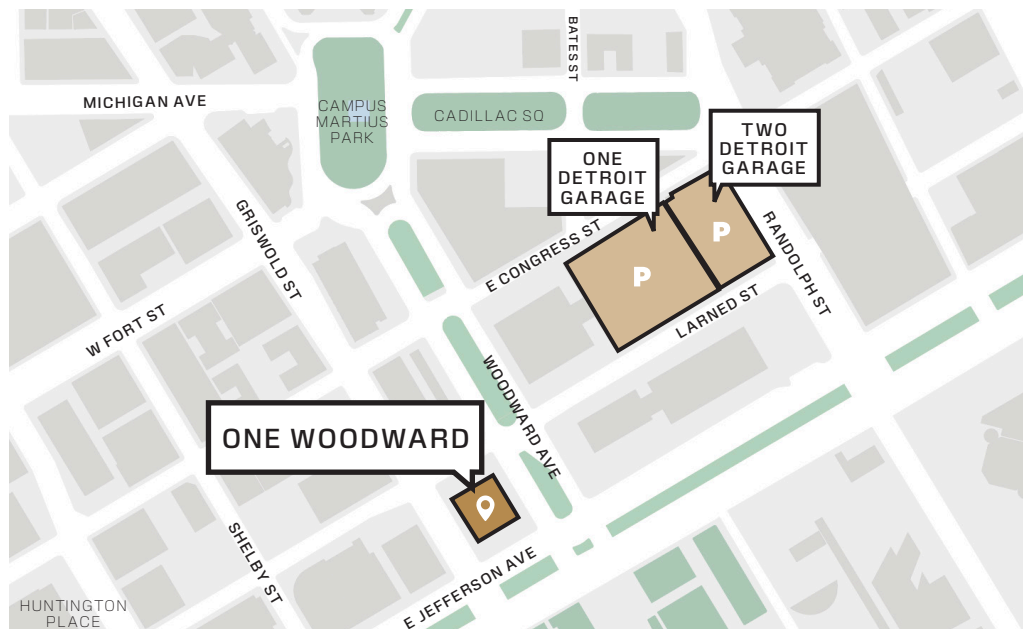 BATES ST
MICHIGAN AVE
CAMPUS
MARTIUS
PARK
CADILLAC SQ
ONE
DETROIT
GARAGE
TWO
DETROIT
GARAGE
P
P
GRISWOLD ST
E CONGRESS ST
RANDOLPH ST
LARNED ST
W FORT ST
WOODWARD AVE
ONE WOODWARD
SHELBY ST
E JEFFERSON AVE
HUNTINGTON
PLACE